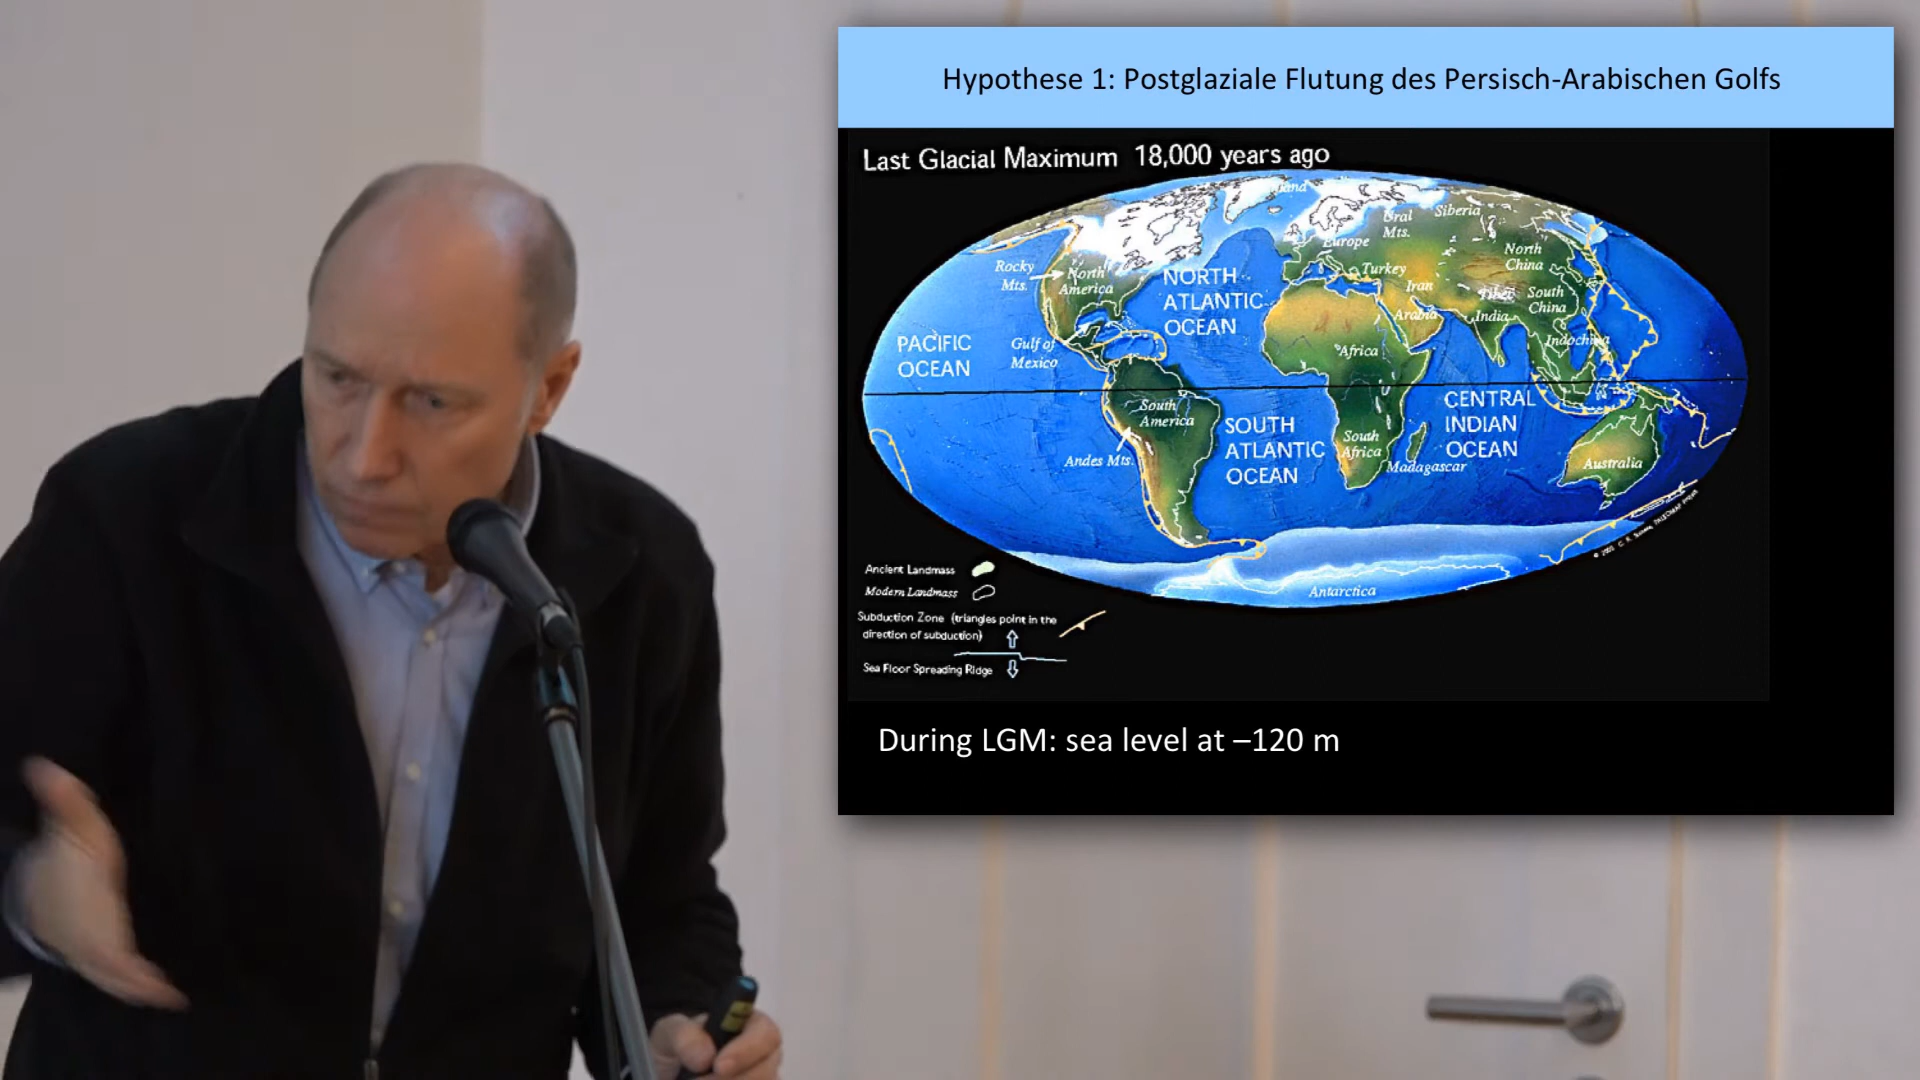 Hypothese 1: Postglaziale Flutung des Persisch-Arabischen Golfs
Last Glacial Maximum 18,000 years ago
Ural
Mts.
Siberia
Europe
North
China
Rocky
Mts.
North
America
NORTH
ATLANTIC
OCEAN
Turkey
Iran
Tibet
South
China
Arabia
India
PACIFIC
OCEAN
Gulf of
Mexico
Africa
Indochina
South
America
SOUTH
ATLANTIC
OCEAN
CENTRAL
INDIAN
OCEAN
South
Africa
Madagascar
Andes Mts.
Australia
Antarctica
Ancient Landmass
Modern Landmass
Subduction Zone (triangles point in the
direction of subduction)
Sea Floor Spreading Ridge
During LGM: sea level at –120 m